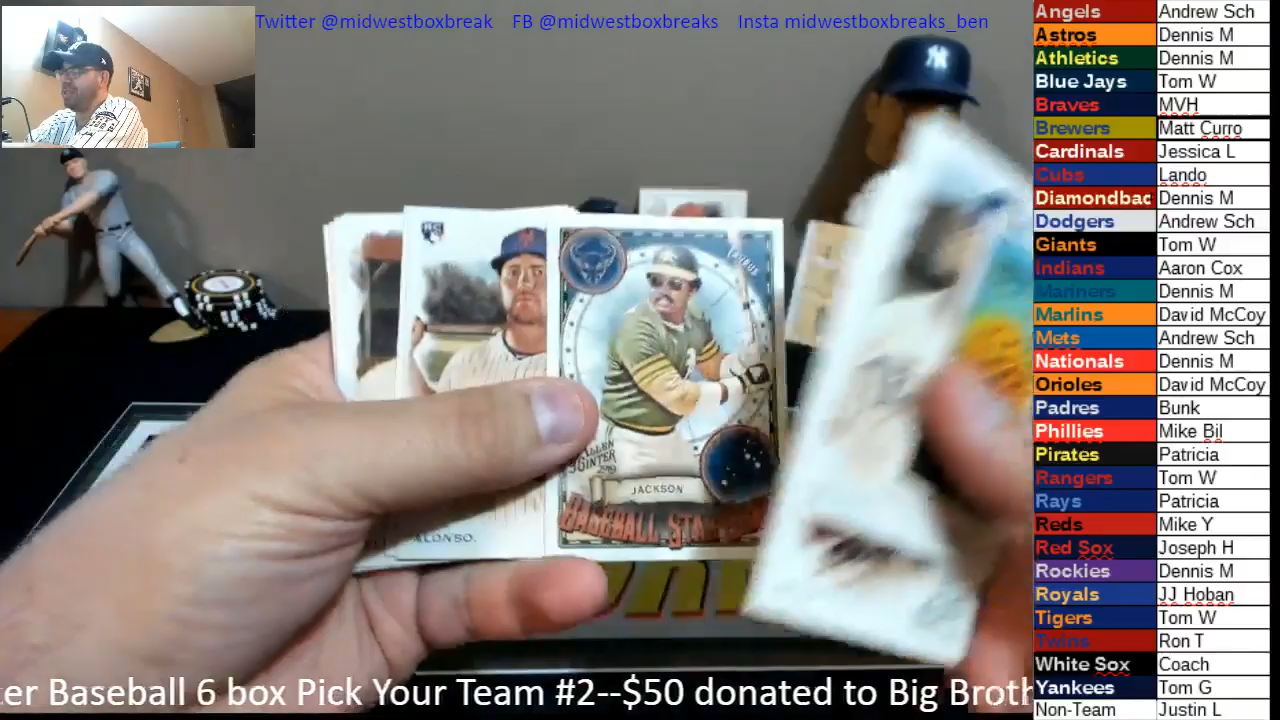 Twitter @midwestboxbreak FB @midwestboxbreaks Insta midwestboxbreaks_ben
Angels Andrew Sch
Astros Dennis M
Athletics Dennis M
Blue Jays Tom W
Braves MVH
Brewers Matt Curro
Cardinals Jessica L
Cubs Lando
Diamondbac Dennis M
Dodgers Andrew Sch
Giants Tom W
Indians Aaron Cox
Mariners Dennis M
Marlins David McCoy
Mets Andrew Sch
Nationals Dennis M
Orioles David McCoy
Padres Bunk
Phillies Mike Bil
Pirates Patricia
Rangers Tom W
Rays Patricia
Reds Mike Y
Red Sox Joseph H
Rockies Dennis M
Royals JJ Hoban
Tigers Tom W
Twins Ron T
White Sox Coach
Yankees Tom G
Non-Team Justin L
RC
TAURUS
ALLEN
GINTER
2019
JACKSON
BASEBALL
ALONSO.
er Baseball 6 box Pick Your Team #2--$50 donated to Big Broth